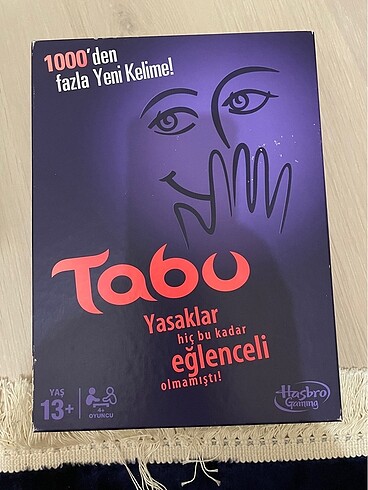 1000'den
fazla Yeni Kelime!
Tabu
Yasaklar
hiç bu kadar
eğlenceli
olmamıştı!
YAŞ
13+
4+
OYUNCU
Hasbro
Gaming